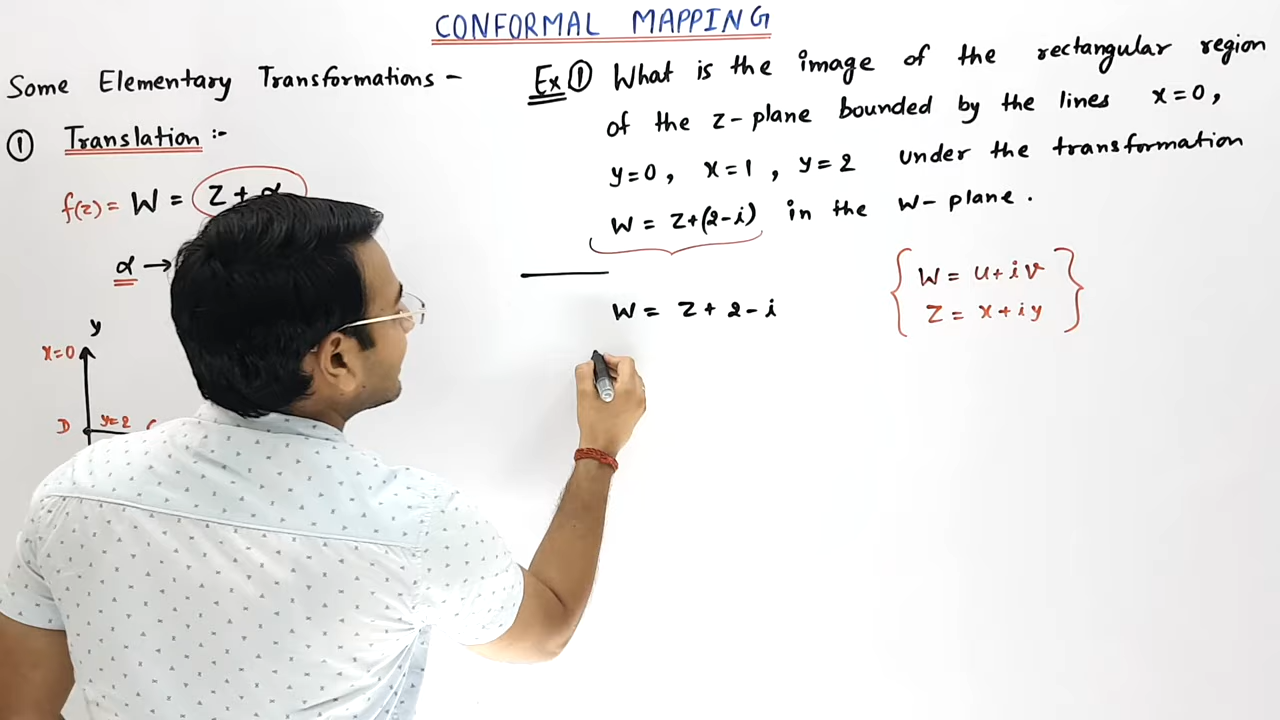 CONFORMAL MAPPING
Some Elementary Transformations -
① Translation :-
f(z) = W = Z +
α →
y
x=0
D y=2
Ex ① What is the image of the rectangular region
of the z-plane bounded by the lines x=0,
y=0, x=1, y=2 under the transformation
W = Z+(2-i) in the W-plane.
W = Z + 2 - i
W = u + iv
Z = x + iy